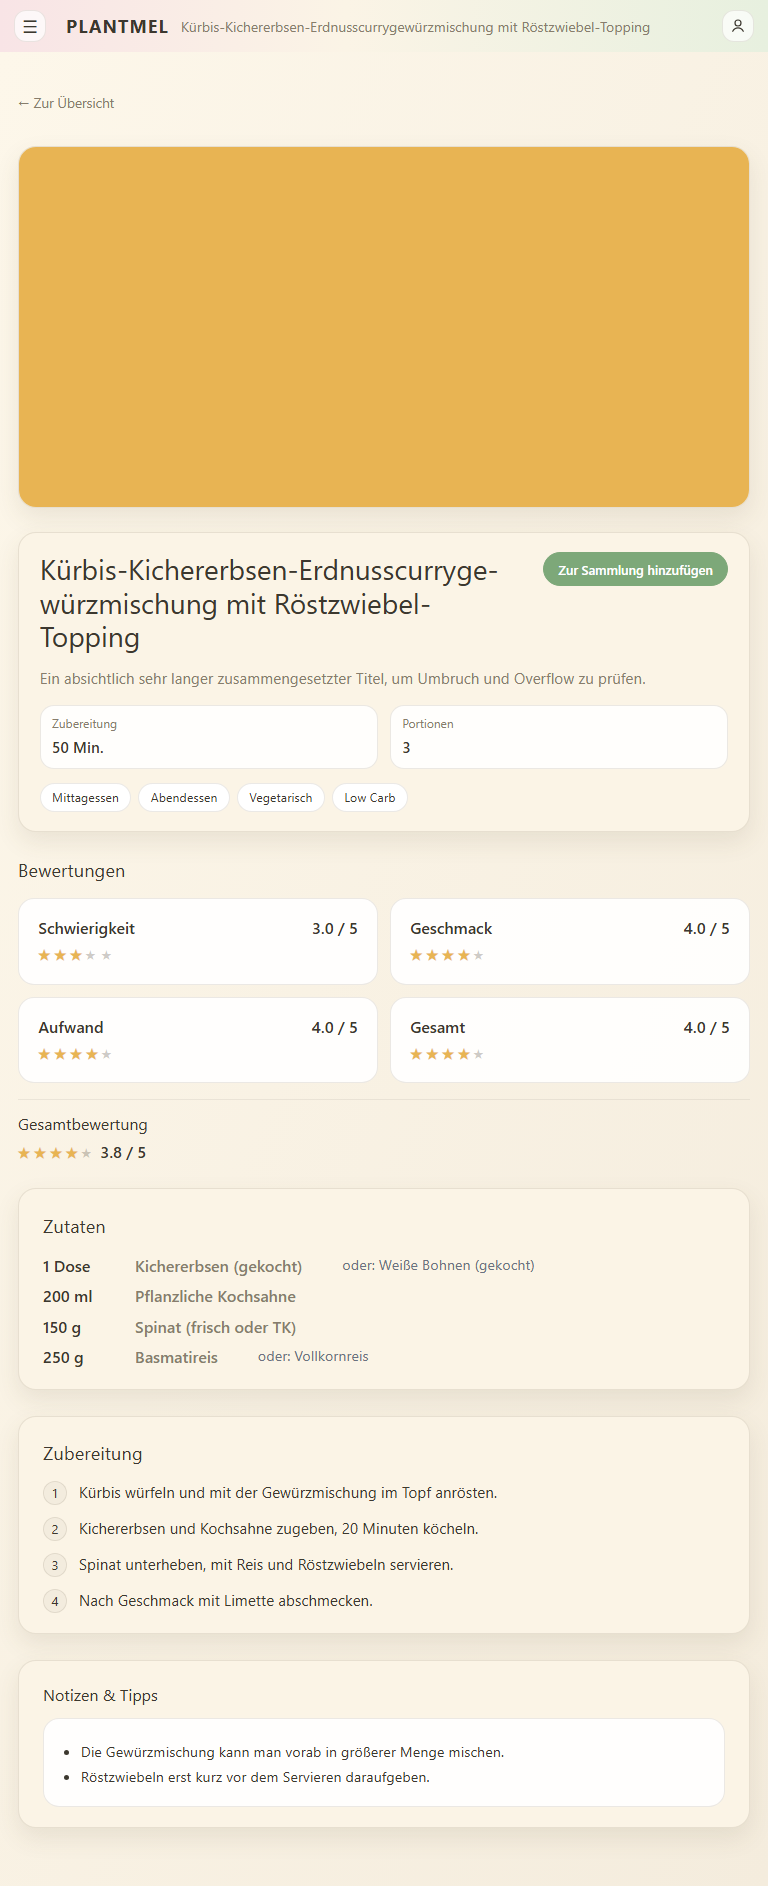 ☰ PLANTMEL Kürbis-Kichererbsen-Erdnusscurrygewürzmischung mit Röstzwiebel-Topping
← Zur Übersicht
Kürbis-Kichererbsen-Erdnusscurryge-
würzmischung mit Röstzwiebel-
Topping
Zur Sammlung hinzufügen
Ein absichtlich sehr langer zusammengesetzter Titel, um Umbruch und Overflow zu prüfen.
Zubereitung
50 Min.
Portionen
3
Mittagessen Abendessen Vegetarisch Low Carb
Bewertungen
Schwierigkeit 3.0 / 5
★★★★★
Geschmack 4.0 / 5
★★★★★
Aufwand 4.0 / 5
★★★★★
Gesamt 4.0 / 5
★★★★★
Gesamtbewertung
★★★★★ 3.8 / 5
Zutaten
1 Dose Kichererbsen (gekocht) oder: Weiße Bohnen (gekocht)
200 ml Pflanzliche Kochsahne
150 g Spinat (frisch oder TK)
250 g Basmatireis oder: Vollkornreis
Zubereitung
1 Kürbis würfeln und mit der Gewürzmischung im Topf anrösten.
2 Kichererbsen und Kochsahne zugeben, 20 Minuten köcheln.
3 Spinat unterheben, mit Reis und Röstzwiebeln servieren.
4 Nach Geschmack mit Limette abschmecken.
Notizen & Tipps
• Die Gewürzmischung kann man vorab in größerer Menge mischen.
• Röstzwiebeln erst kurz vor dem Servieren daraufgeben.